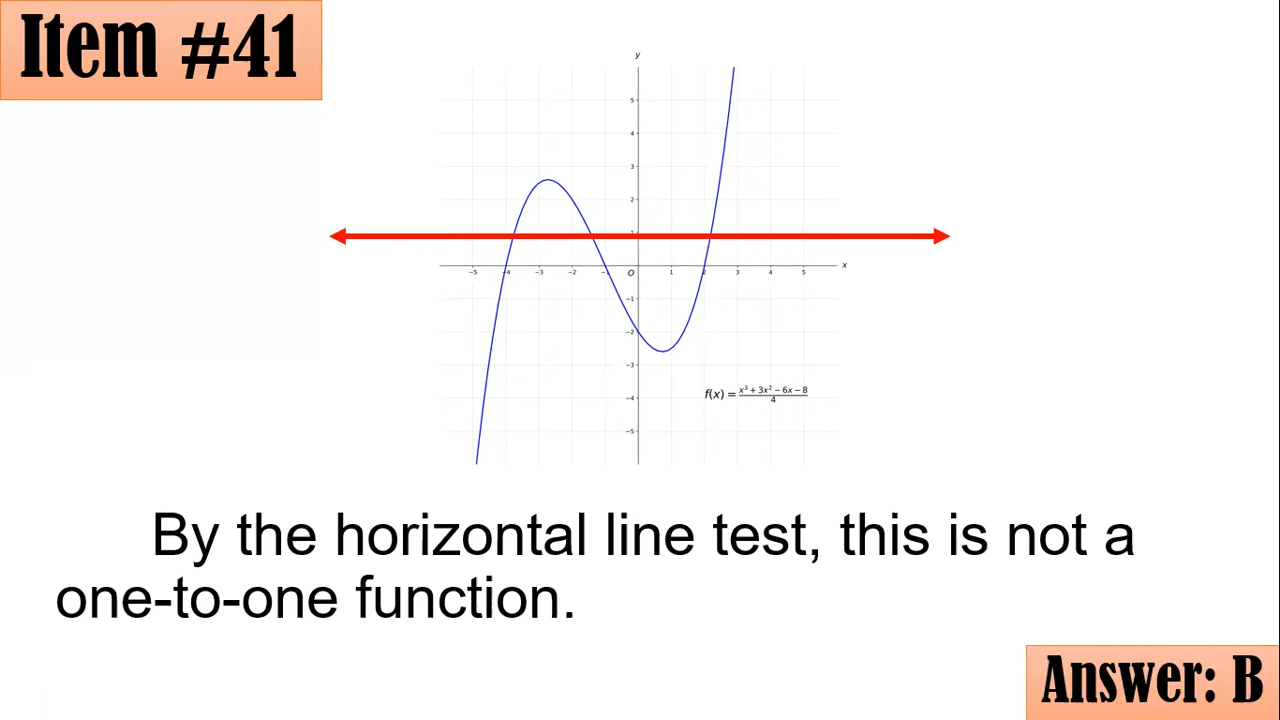 Item #41
y
5
4
3
2
1
−5 −4 −3 −2 −1 O 1 2 3 4 5 x
−1
−2
−3
−4
−5
f(x) = \frac{x³ + 3x² − 6x − 8}{4}
By the horizontal line test, this is not a
one-to-one function.
Answer: B